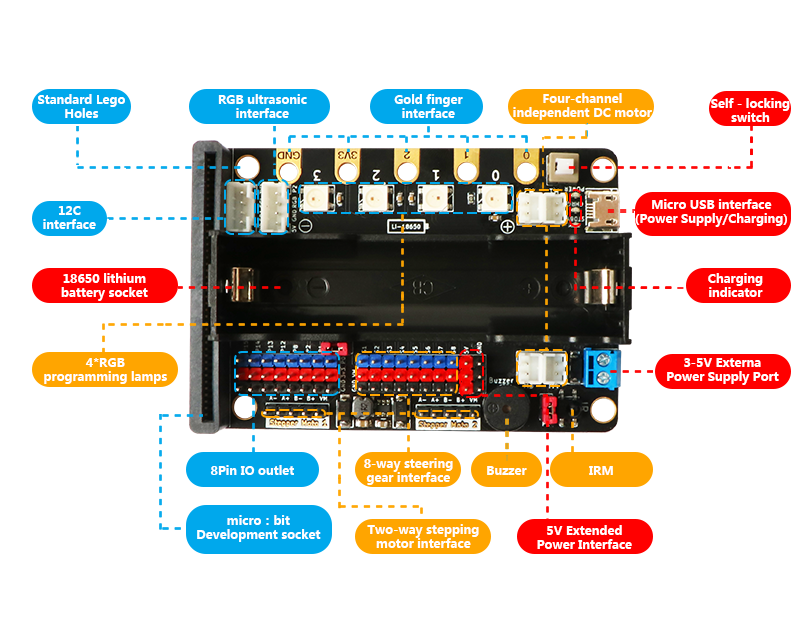 Standard Lego
Holes
RGB ultrasonic
interface
Gold finger
interface
Four-channel
independent DC motor
Self - locking
switch
GND
3V3
2
1
0
3
2
1
0
12C
interface
Micro USB interface
(Power Supply/Charging)
18650 lithium
battery socket
Charging
indicator
4*RGB
programming lamps
3-5V Externa
Power Supply Port
Buzzer
A- A+ B- B+ VM
A- A+ B- B+ VM
Stepper Moto 1
Stepper Moto 2
8Pin IO outlet
8-way steering
gear interface
Buzzer
IRM
micro : bit
Development socket
Two-way stepping
motor interface
5V Extended
Power Interface